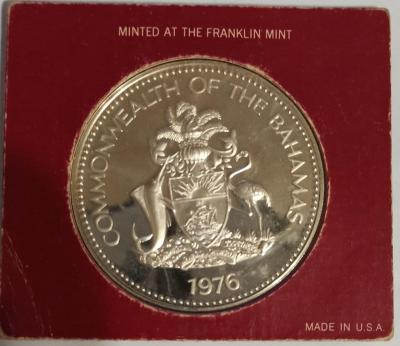 MINTED AT THE FRANKLIN MINT
COMMONWEALTH OF THE BAHAMAS
1976
MADE IN U.S.A.